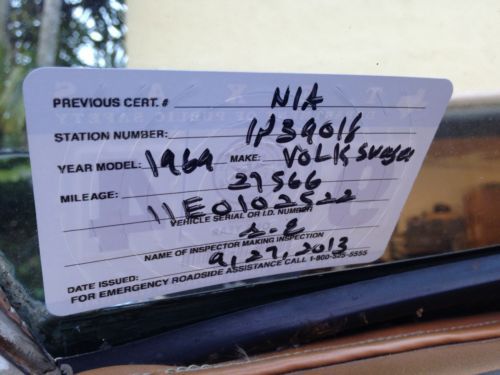 PREVIOUS CERT. # N/A
STATION NUMBER:
YEAR MODEL: 1969 MAKE: VOLKSwagen
MILEAGE: 27566
11E0102522
VEHICLE SERIAL OR I.D. NUMBER
NAME OF INSPECTOR MAKING INSPECTION
DATE ISSUED: 9,27,2013
FOR EMERGENCY ROADSIDE ASSISTANCE CALL 1-800-525-5555